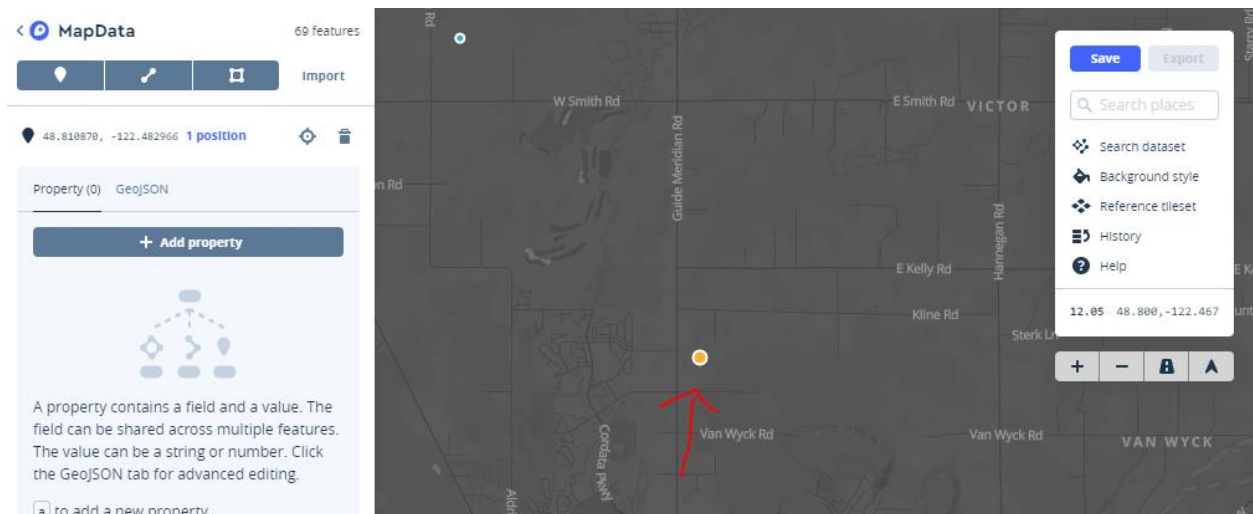 MapData
69 features
Import
48.810870, -122.482966 1 position
Property (0) GeoJSON
+ Add property
A property contains a field and a value. The
field can be shared across multiple features.
The value can be a string or number. Click
the GeoJSON tab for advanced editing.
a to add a new property
Rd
W Smith Rd
E Smith Rd
VICTOR
Guide Meridian Rd
n Rd
Hannegan Rd
E Kelly Rd
Kline Rd
Sterk Ln
Van Wyck Rd
Van Wyck Rd
VAN WYCK
Cordata Pkwy
Aldr
Save
Export
Search places
Search dataset
Background style
Reference tileset
History
Help
12.05 48.800,-122.467
+ −